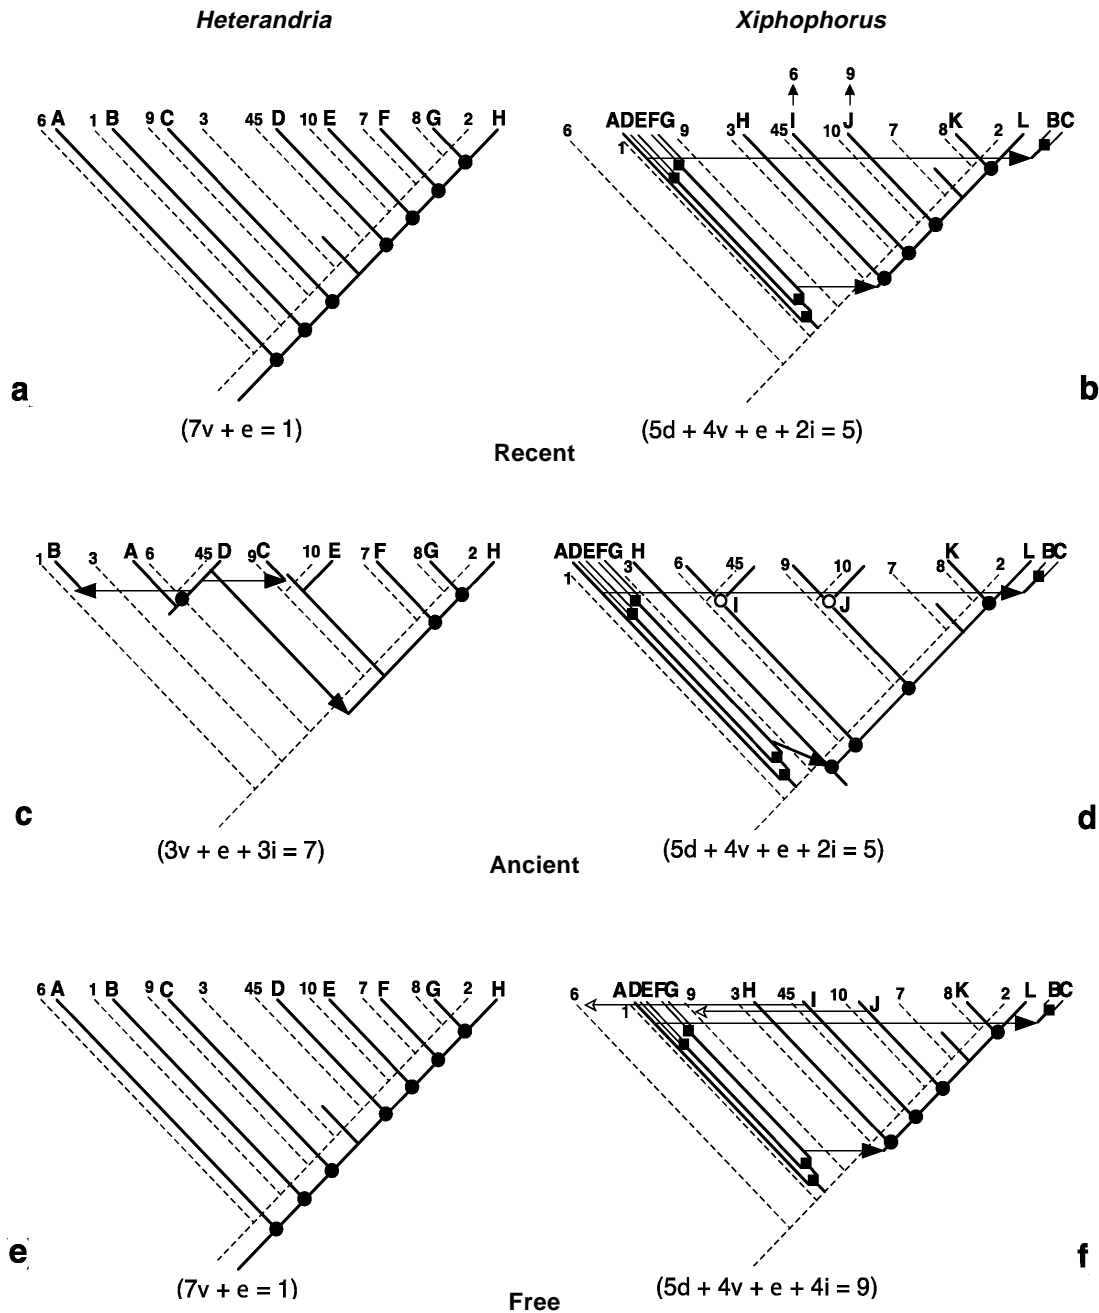 Heterandria Xiphophorus
6 9
6 A 1 B 9 C 3 45 D 10 E 7 F 8 G 2 H
6 ADEFG 9 3 H 45 I 10 J 7 8 K 2 L BC
1
a b
(7v + e = 1) (5d + 4v + e + 2i = 5)
Recent
1 B 3 A 6 45 D 9 C 10 E 7 F 8 G 2 H
ADEFG H 6 45 9 10 7 8 K 2 L BC
1 3
I J
c d
(3v + e + 3i = 7) (5d + 4v + e + 2i = 5)
Ancient
6 A 1 B 9 C 3 45 D 10 E 7 F 8 G 2 H
6 ADEFG 9 3 H 45 I 10 J 7 8 K 2 L BC
1
e f
(7v + e = 1) (5d + 4v + e + 4i = 9)
Free